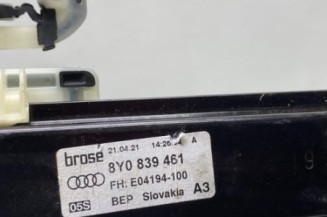 brose 21.04.21 14:26 A
8Y0 839 461
FH: E04194-100
05S BEP Slovakia A3